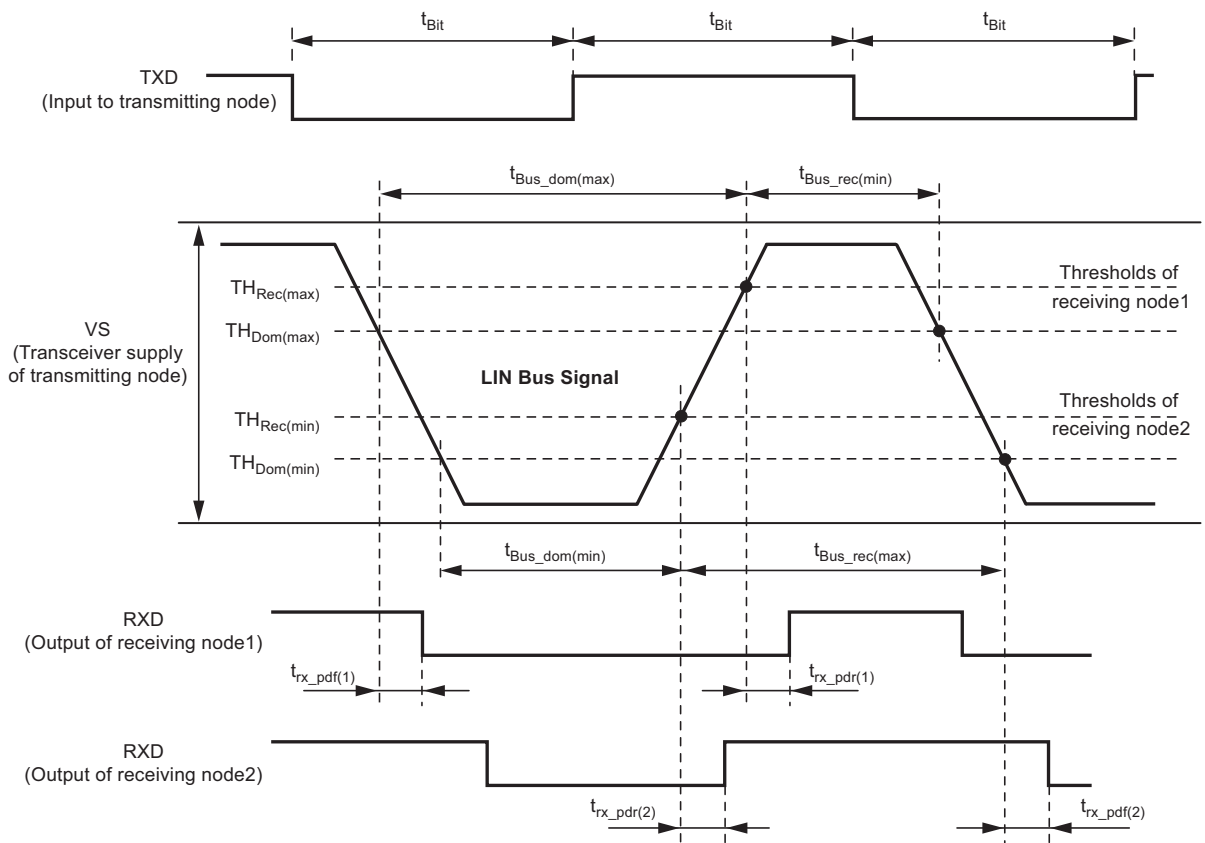 tBit tBit tBit
TXD
(Input to transmitting node)
tBus_dom(max) tBus_rec(min)
THRec(max)
Thresholds of
receiving node1
THDom(max)
VS
(Transceiver supply
of transmitting node)
LIN Bus Signal
THRec(min)
Thresholds of
receiving node2
THDom(min)
tBus_dom(min) tBus_rec(max)
RXD
(Output of receiving node1)
trx_pdf(1) trx_pdr(1)
RXD
(Output of receiving node2)
trx_pdr(2) trx_pdf(2)